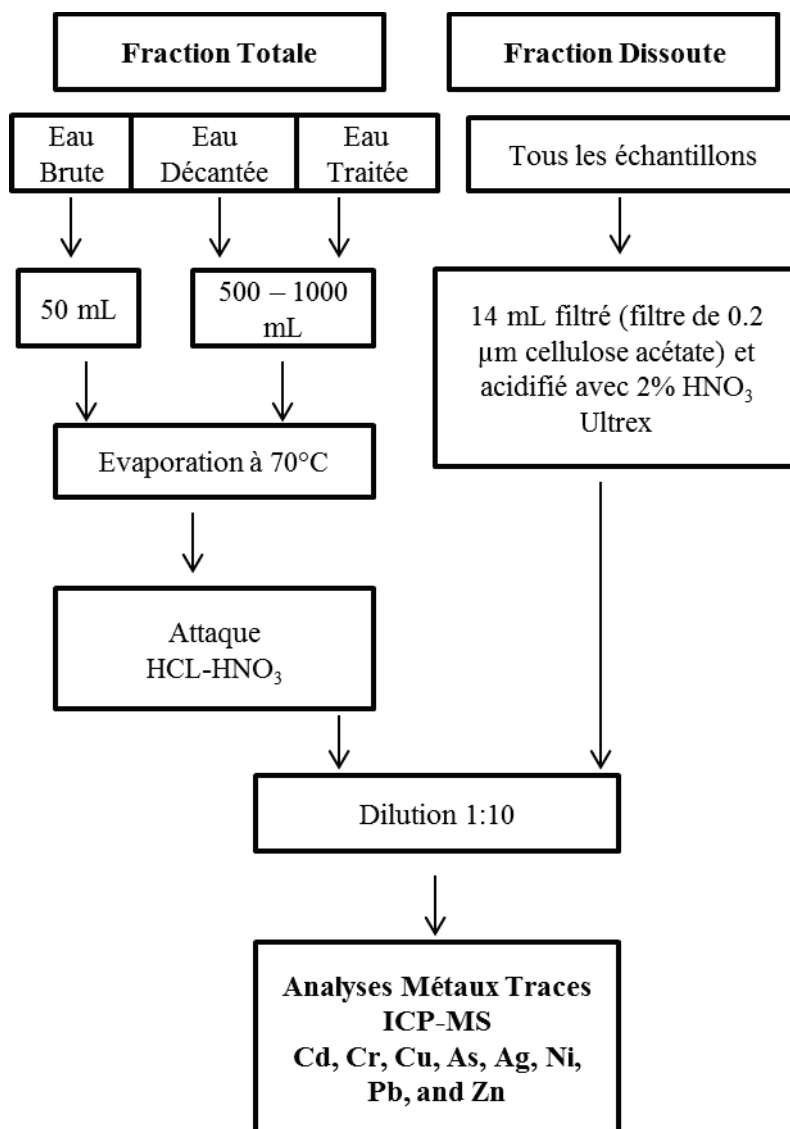 Fraction Totale
Fraction Dissoute
Eau
Brute
Eau
Décantée
Eau
Traitée
Tous les échantillons
50 mL
500 – 1000
mL
14 mL filtré (filtre de 0.2
µm cellulose acétate) et
acidifié avec 2% HNO₃
Ultrex
Evaporation à 70°C
Attaque
HCL-HNO₃
Dilution 1:10
Analyses Métaux Traces
ICP-MS
Cd, Cr, Cu, As, Ag, Ni,
Pb, and Zn